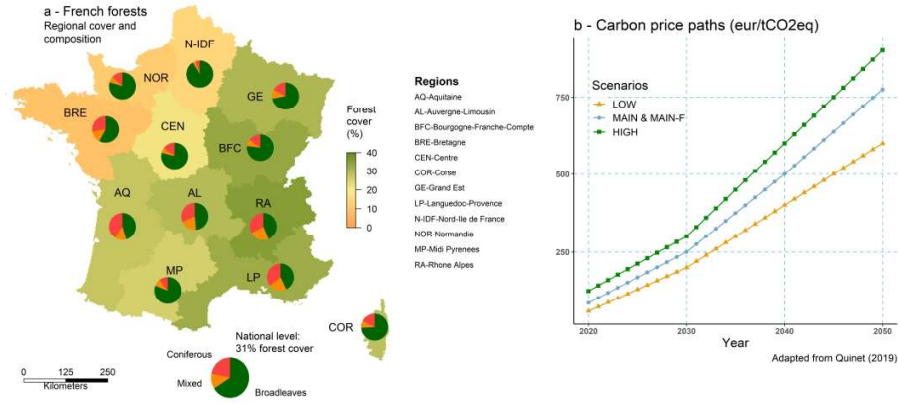 a - French forests
Regional cover and
composition
N-IDF
NOR
BRE
GE
CEN
BFC
AQ
AL
RA
MP
LP
COR
Forest
cover
(%)
40
30
20
10
0
National level:
31% forest cover
Coniferous
Mixed
Broadleaves
0 125 250
Kilometers
Regions
AQ-Aquitaine
AL-Auvergne-Limousin
BFC-Bourgogne-Franche-Compte
BRE-Bretagne
CEN-Centre
COR-Corse
GE-Grand Est
LP-Languedoc-Provence
N-IDF-Nord-Ile de France
NOR-Normandie
MP-Midi Pyrenees
RA-Rhone Alpes
b - Carbon price paths (eur/tCO2eq)
Scenarios
LOW
MAIN & MAIN-F
HIGH
750
500
250
2020 2030 2040 2050
Year
Adapted from Quinet (2019)